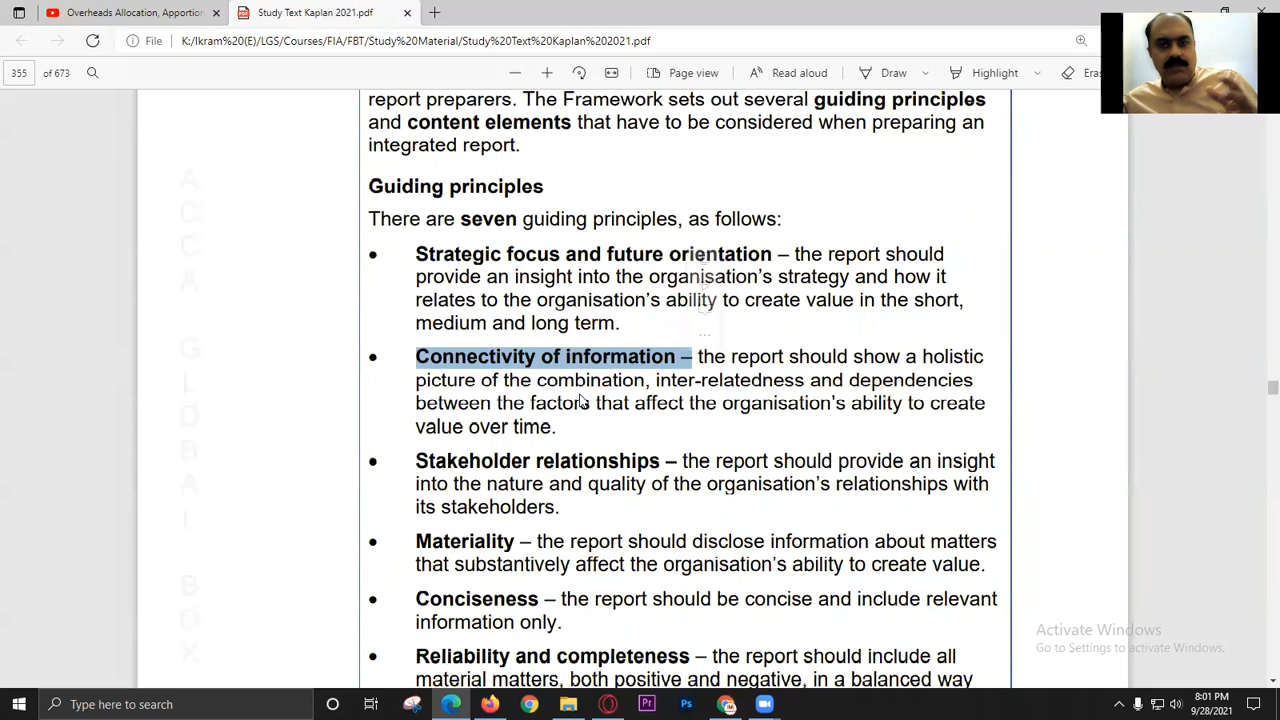 Overheads Allocation, Apportion
Study Text Kaplan 2021.pdf
File
K:/Ikram%20(E)/LGS/Courses/FIA/FBT/Study%20Material/Study%20Text%20Kaplan%202021.pdf
355 of 673
Page view
Read aloud
Draw
Highlight
Eras
report preparers. The Framework sets out several guiding principles
and content elements that have to be considered when preparing an
integrated report.
Guiding principles
There are seven guiding principles, as follows:
• Strategic focus and future orientation – the report should
provide an insight into the organisation's strategy and how it
relates to the organisation's ability to create value in the short,
medium and long term.
• Connectivity of information – the report should show a holistic
picture of the combination, inter-relatedness and dependencies
between the factors that affect the organisation's ability to create
value over time.
• Stakeholder relationships – the report should provide an insight
into the nature and quality of the organisation's relationships with
its stakeholders.
• Materiality – the report should disclose information about matters
that substantively affect the organisation's ability to create value.
• Conciseness – the report should be concise and include relevant
information only.
• Reliability and completeness – the report should include all
material matters, both positive and negative, in a balanced way
ACCA GLOBAL BOX
Activate Windows
Go to Settings to activate Windows.
Type here to search
8:01 PM
9/28/2021